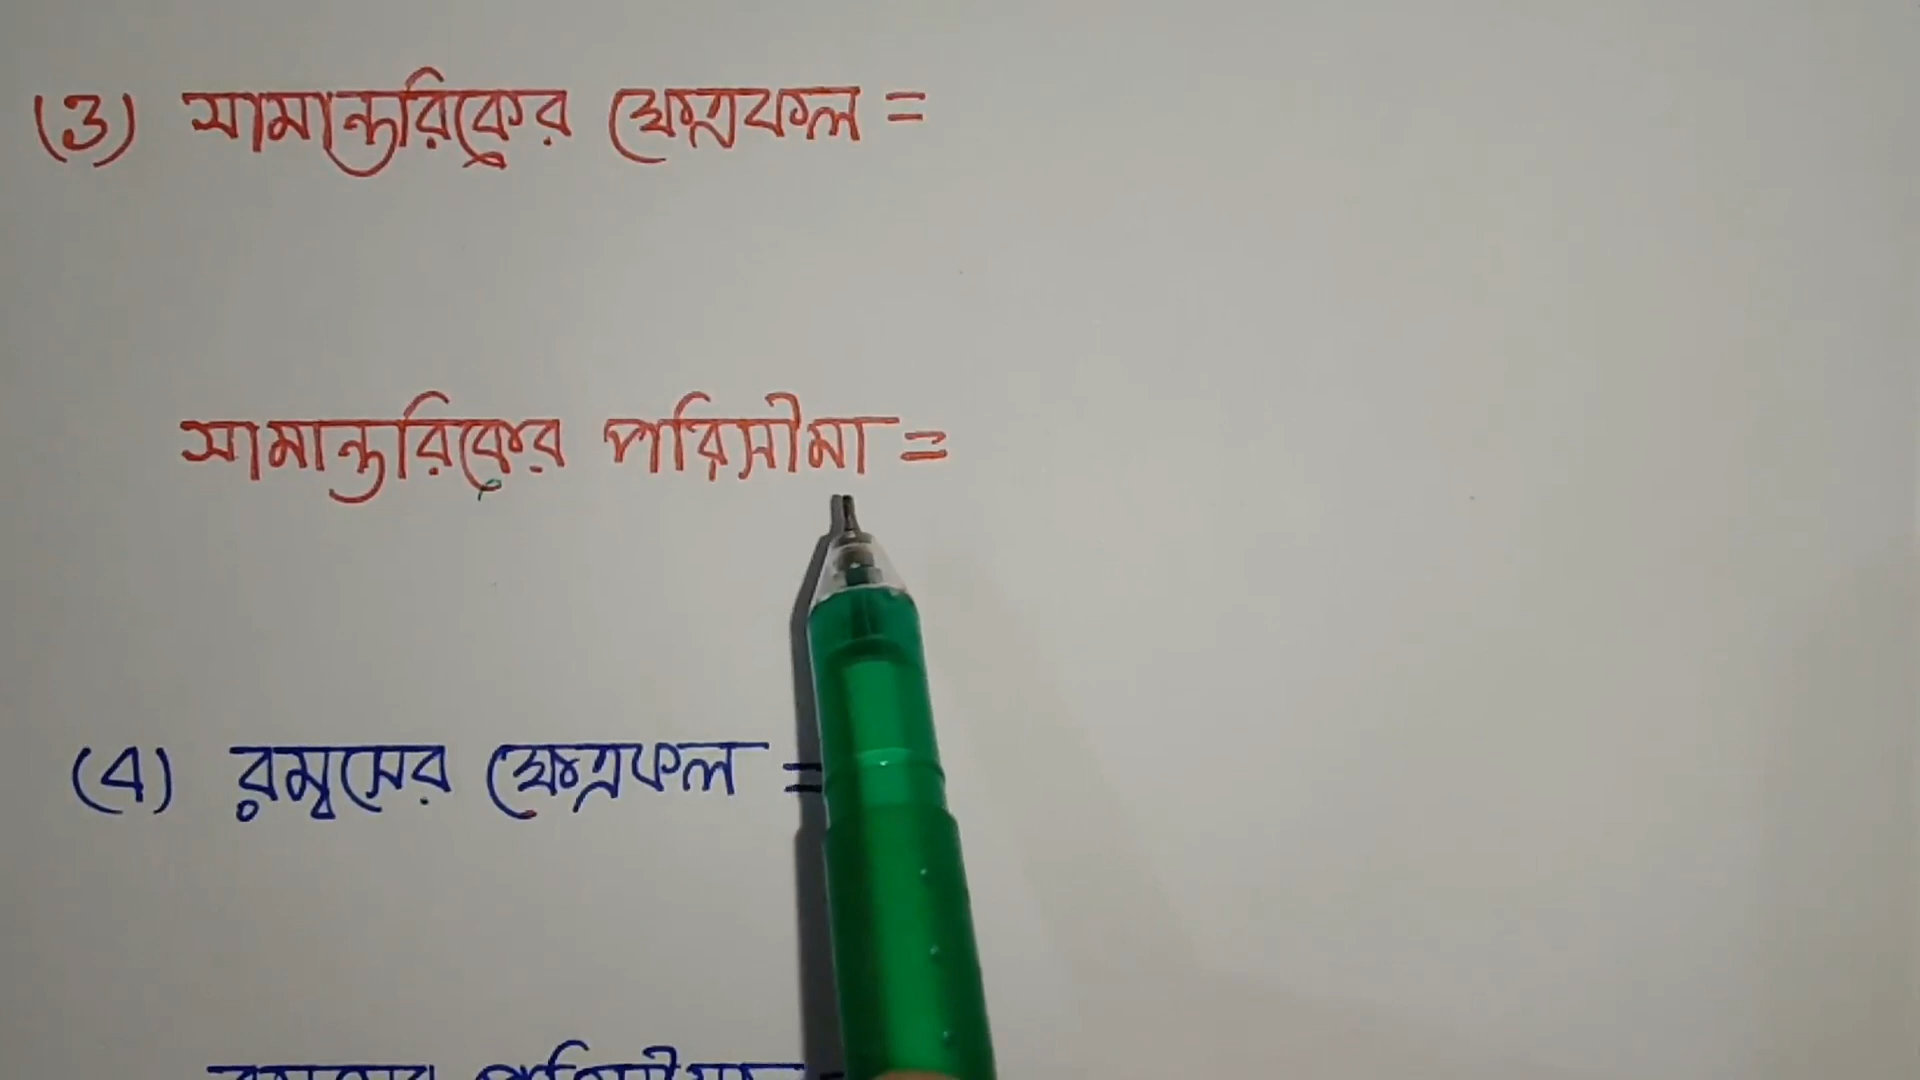 (3) সামান্তরিকের ক্ষেত্রফল =
সামান্তরিকের পরিসীমা =
(4) রম্বসের ক্ষেত্রফল =